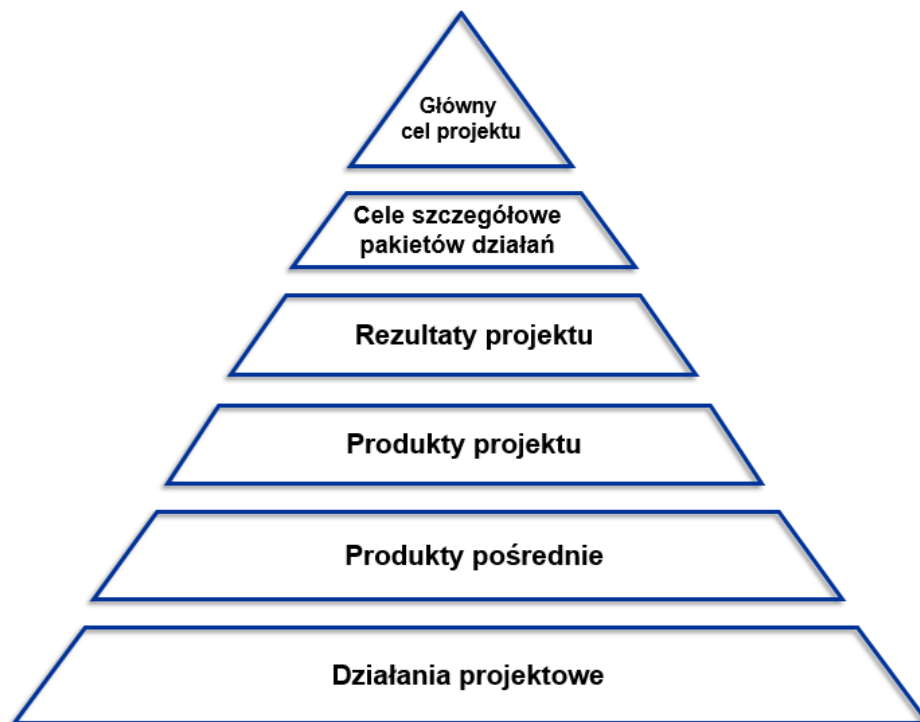 Główny
cel projektu
Cele szczegółowe
pakietów działań
Rezultaty projektu
Produkty projektu
Produkty pośrednie
Działania projektowe